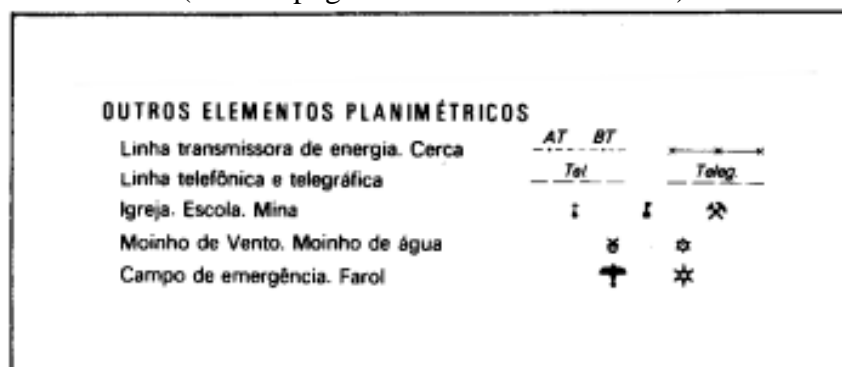 OUTROS ELEMENTOS PLANIMÉTRICOS
Linha transmissora de energia. Cerca AT BT
Linha telefônica e telegráfica Tel. Teleg.
Igreja. Escola. Mina
Moinho de Vento. Moinho de água
Campo de emergência. Farol